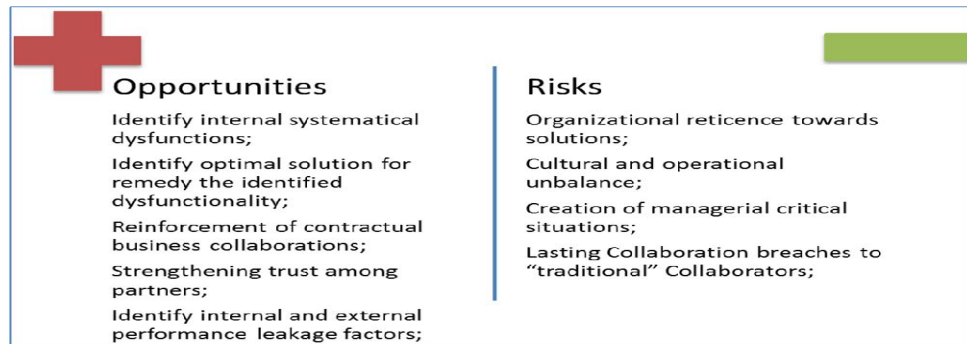 Opportunities
Identify internal systematical
dysfunctions;
Identify optimal solution for
remedy the identified
dysfunctionality;
Reinforcement of contractual
business collaborations;
Strengthening trust among
partners;
Identify internal and external
performance leakage factors;
Risks
Organizational reticence towards
solutions;
Cultural and operational
unbalance;
Creation of managerial critical
situations;
Lasting Collaboration breaches to
“traditional” Collaborators;